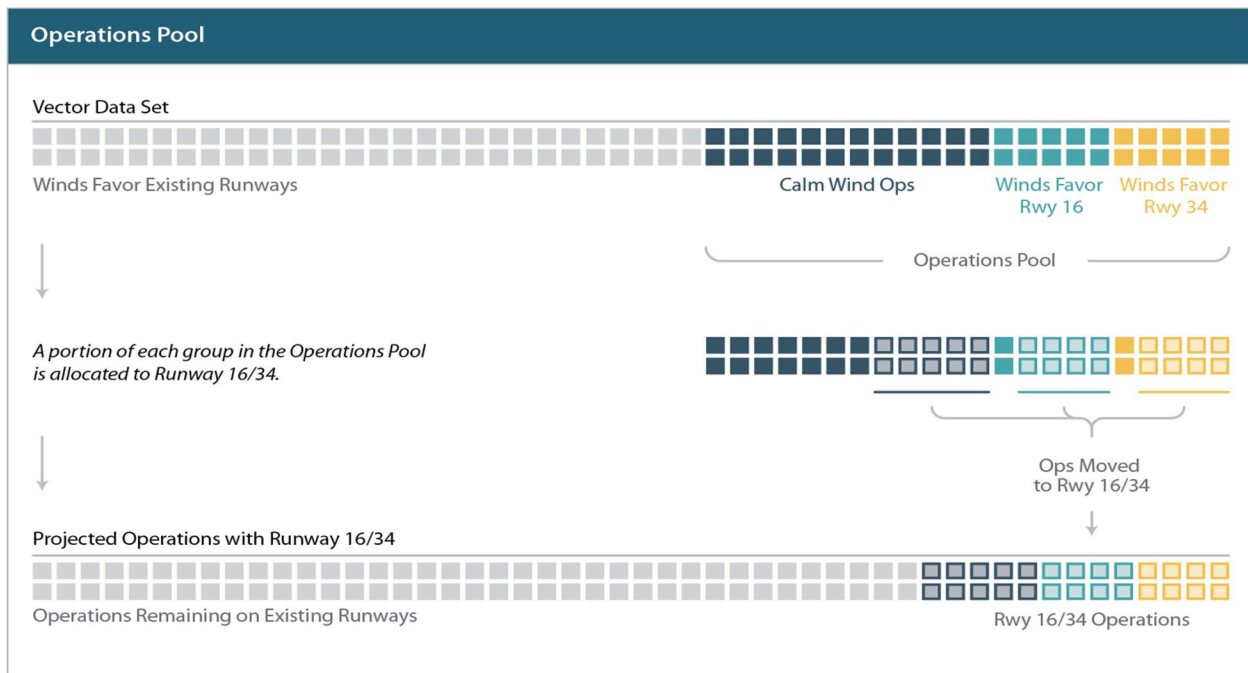 Operations Pool
Vector Data Set
Winds Favor Existing Runways
Calm Wind Ops
Winds Favor
Rwy 16
Winds Favor
Rwy 34
Operations Pool
A portion of each group in the Operations Pool
is allocated to Runway 16/34.
Ops Moved
to Rwy 16/34
Projected Operations with Runway 16/34
Operations Remaining on Existing Runways
Rwy 16/34 Operations